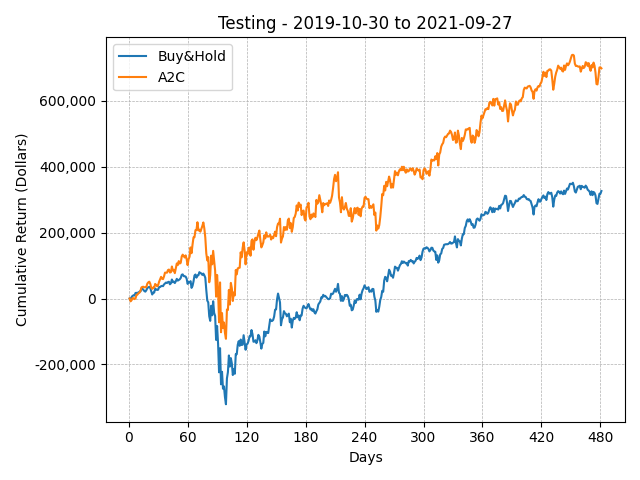 Testing - 2019-10-30 to 2021-09-27
Buy&Hold
A2C
Cumulative Return (Dollars)
600,000
400,000
200,000
0
-200,000
0 60 120 180 240 300 360 420 480
Days